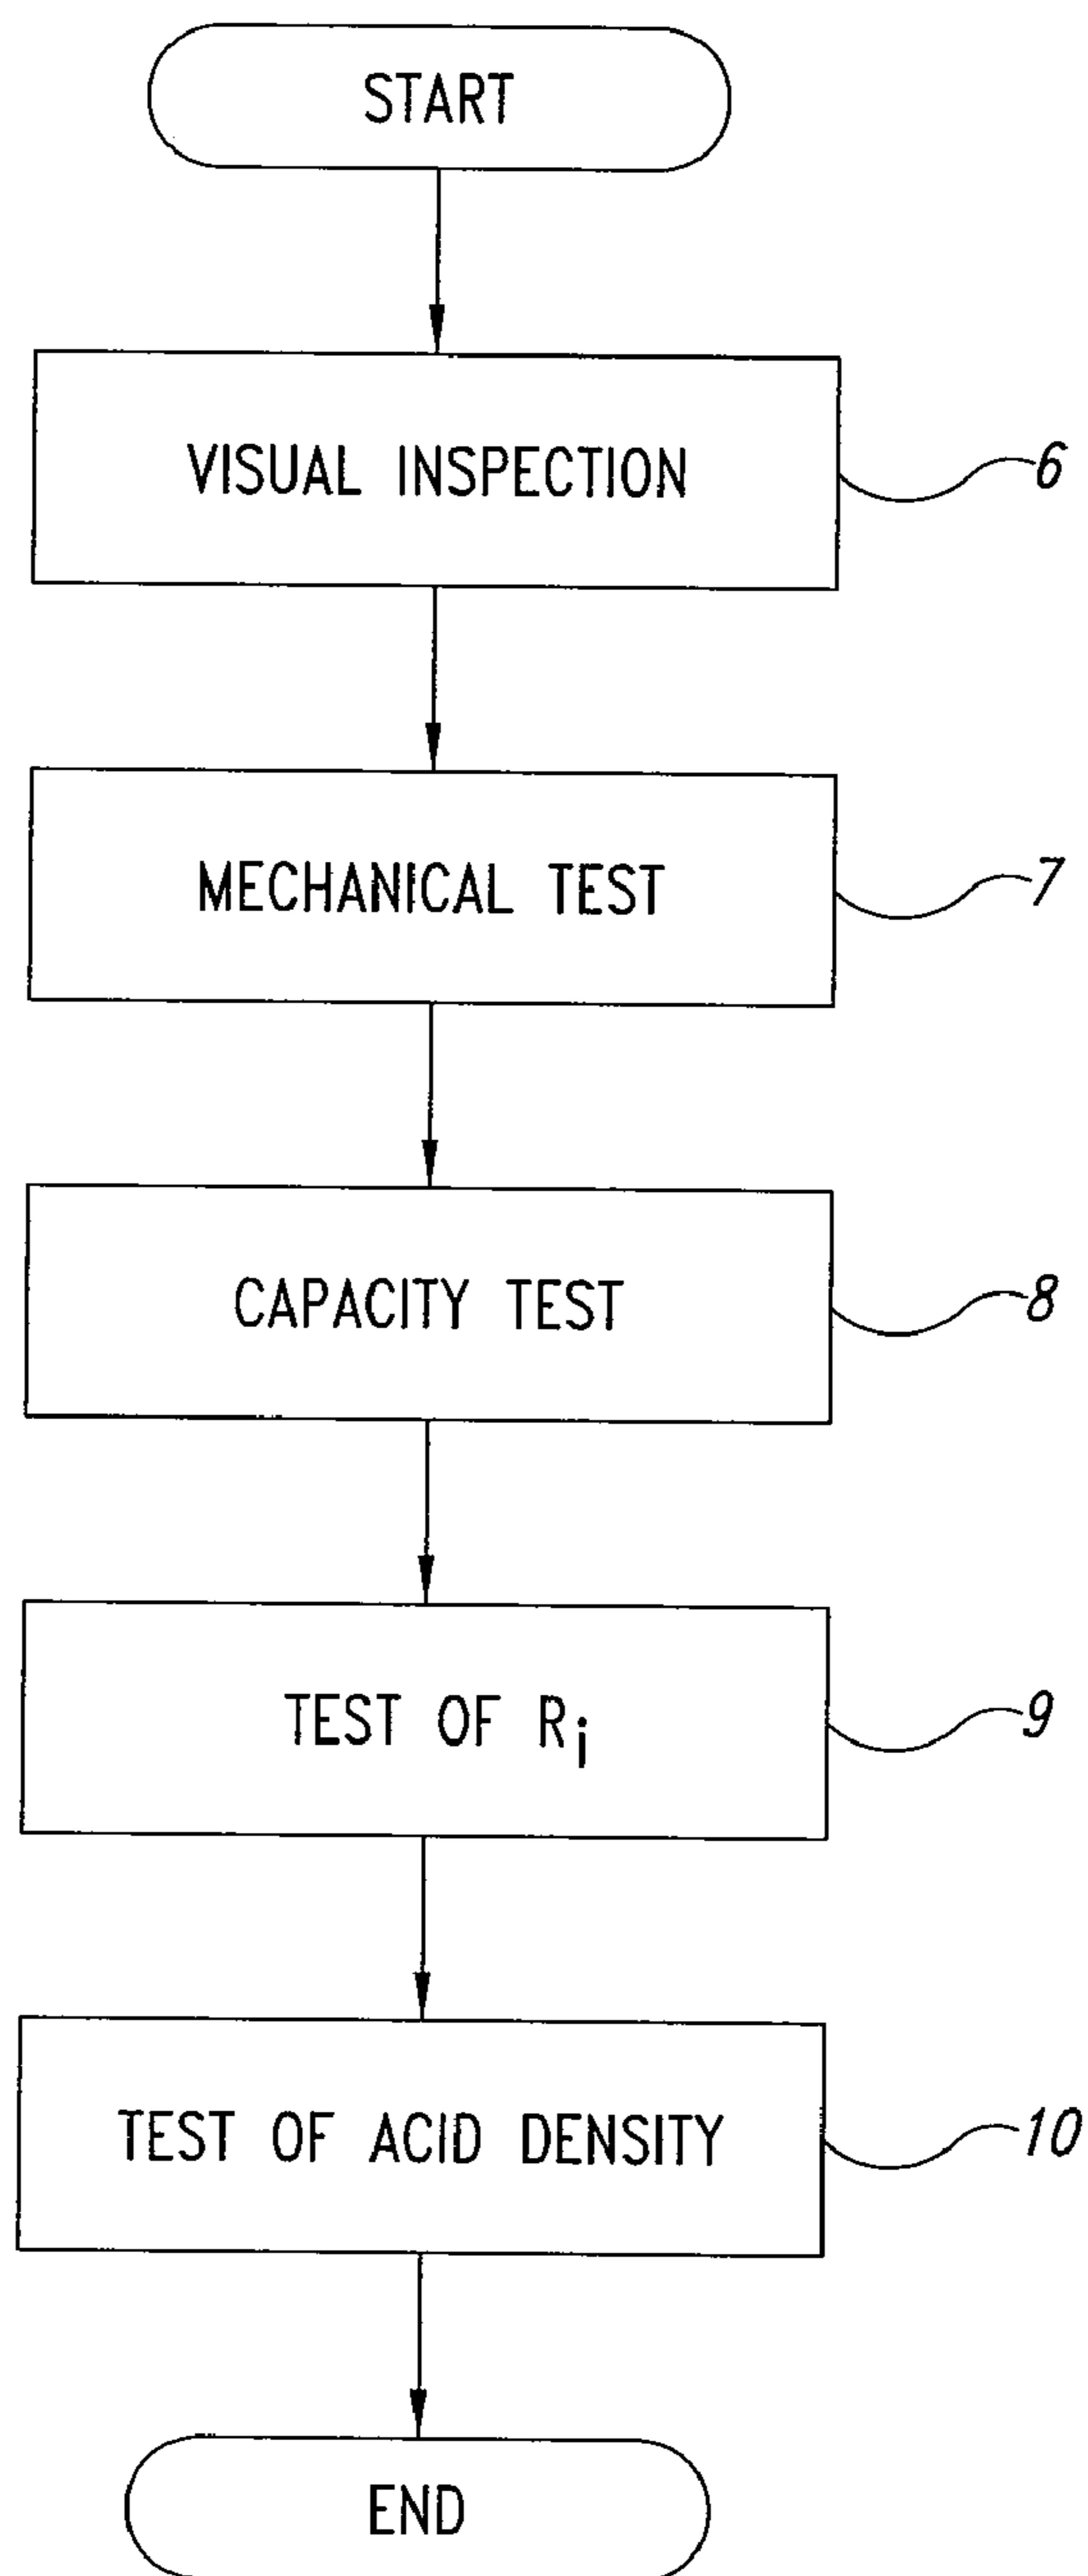 START
VISUAL INSPECTION
6
MECHANICAL TEST
7
CAPACITY TEST
8
TEST OF Ri
9
TEST OF ACID DENSITY
10
END